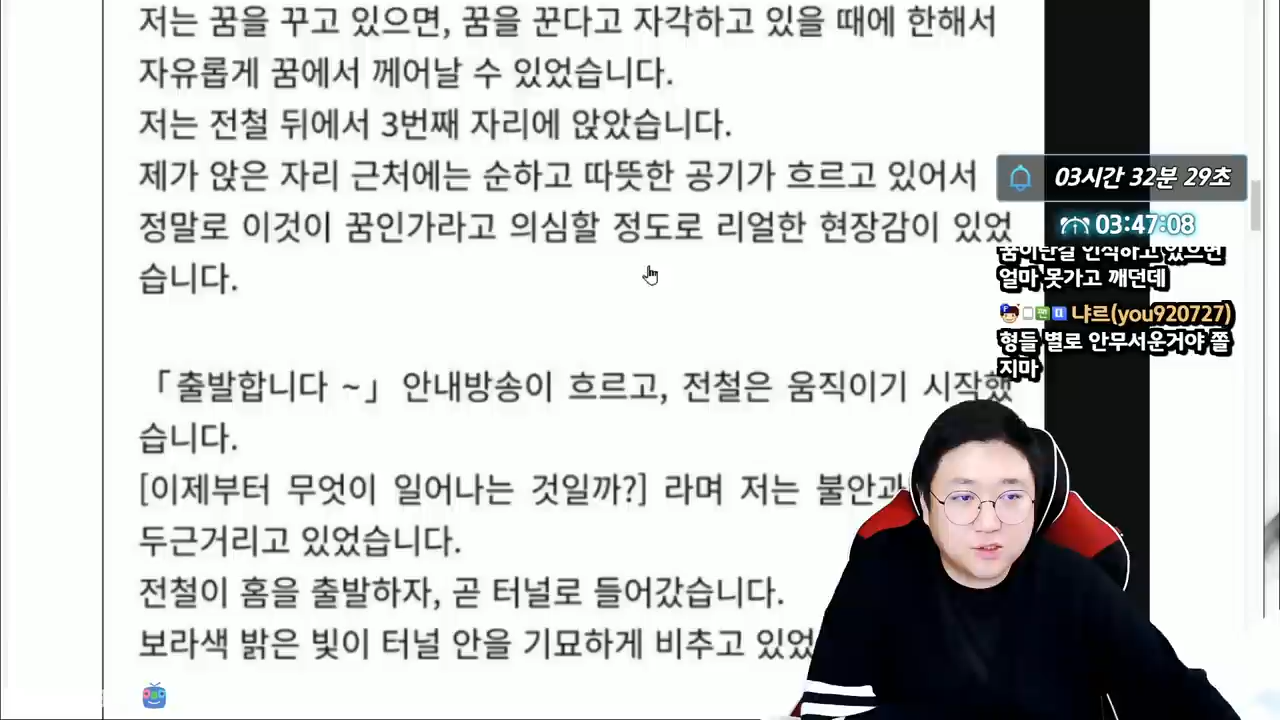 저는 꿈을 꾸고 있으면, 꿈을 꾼다고 자각하고 있을 때에 한해서
자유롭게 꿈에서 께어날 수 있었습니다.
저는 전철 뒤에서 3번째 자리에 앉았습니다.
제가 앉은 자리 근처에는 순하고 따뜻한 공기가 흐르고 있어서
정말로 이것이 꿈인가라고 의심할 정도로 리얼한 현장감이 있었
습니다.
「출발합니다 ~」 안내방송이 흐르고, 전철은 움직이기 시작했
습니다.
[이제부터 무엇이 일어나는 것일까?] 라며 저는 불안과
두근거리고 있었습니다.
전철이 홈을 출발하자, 곧 터널로 들어갔습니다.
보라색 밝은 빛이 터널 안을 기묘하게 비추고 있었
03시간 32분 29초
03:47:08
꿈이란걸 인식하고 있으면
얼마 못가고 깨던데
냐르(you920727)
형들 별로 안무서운거야 쫄
지마